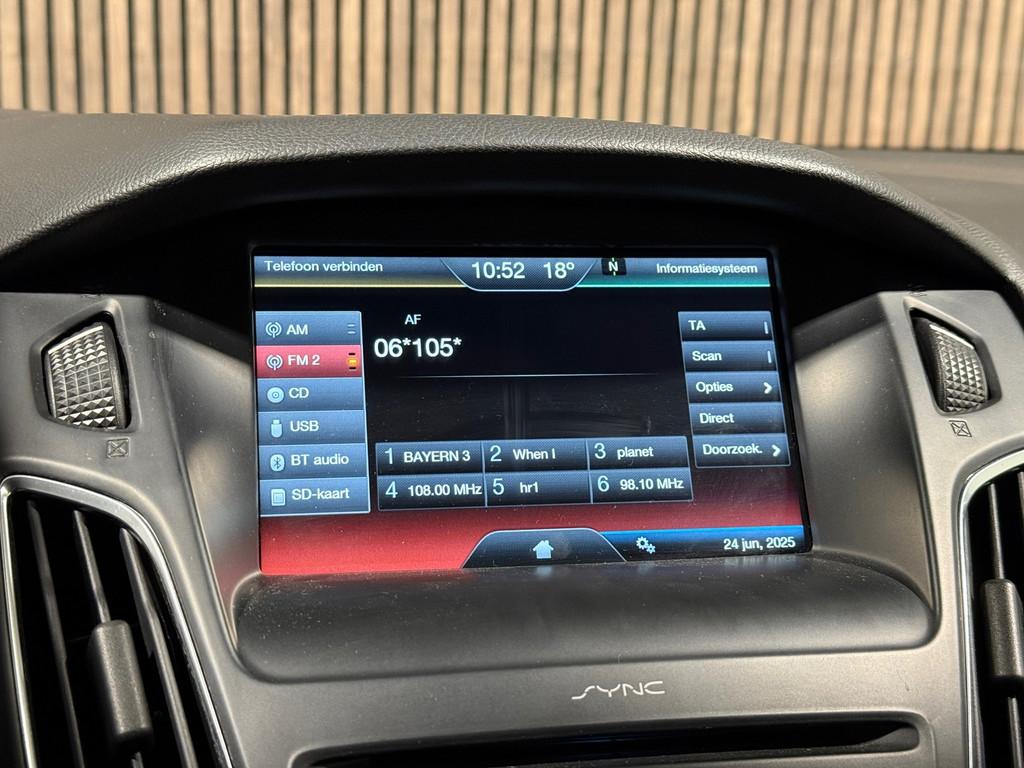 Telefoon verbinden
10:52 18° N
Informatiesysteem
AM
FM 2
CD
USB
BT audio
SD-kaart
AF
06*105*
1 BAYERN 3
2 When I
3 planet
4 108.00 MHz
5 hr1
6 98.10 MHz
TA
Scan
Opties
Direct
Doorzoek.
24 jun, 2025
SYNC